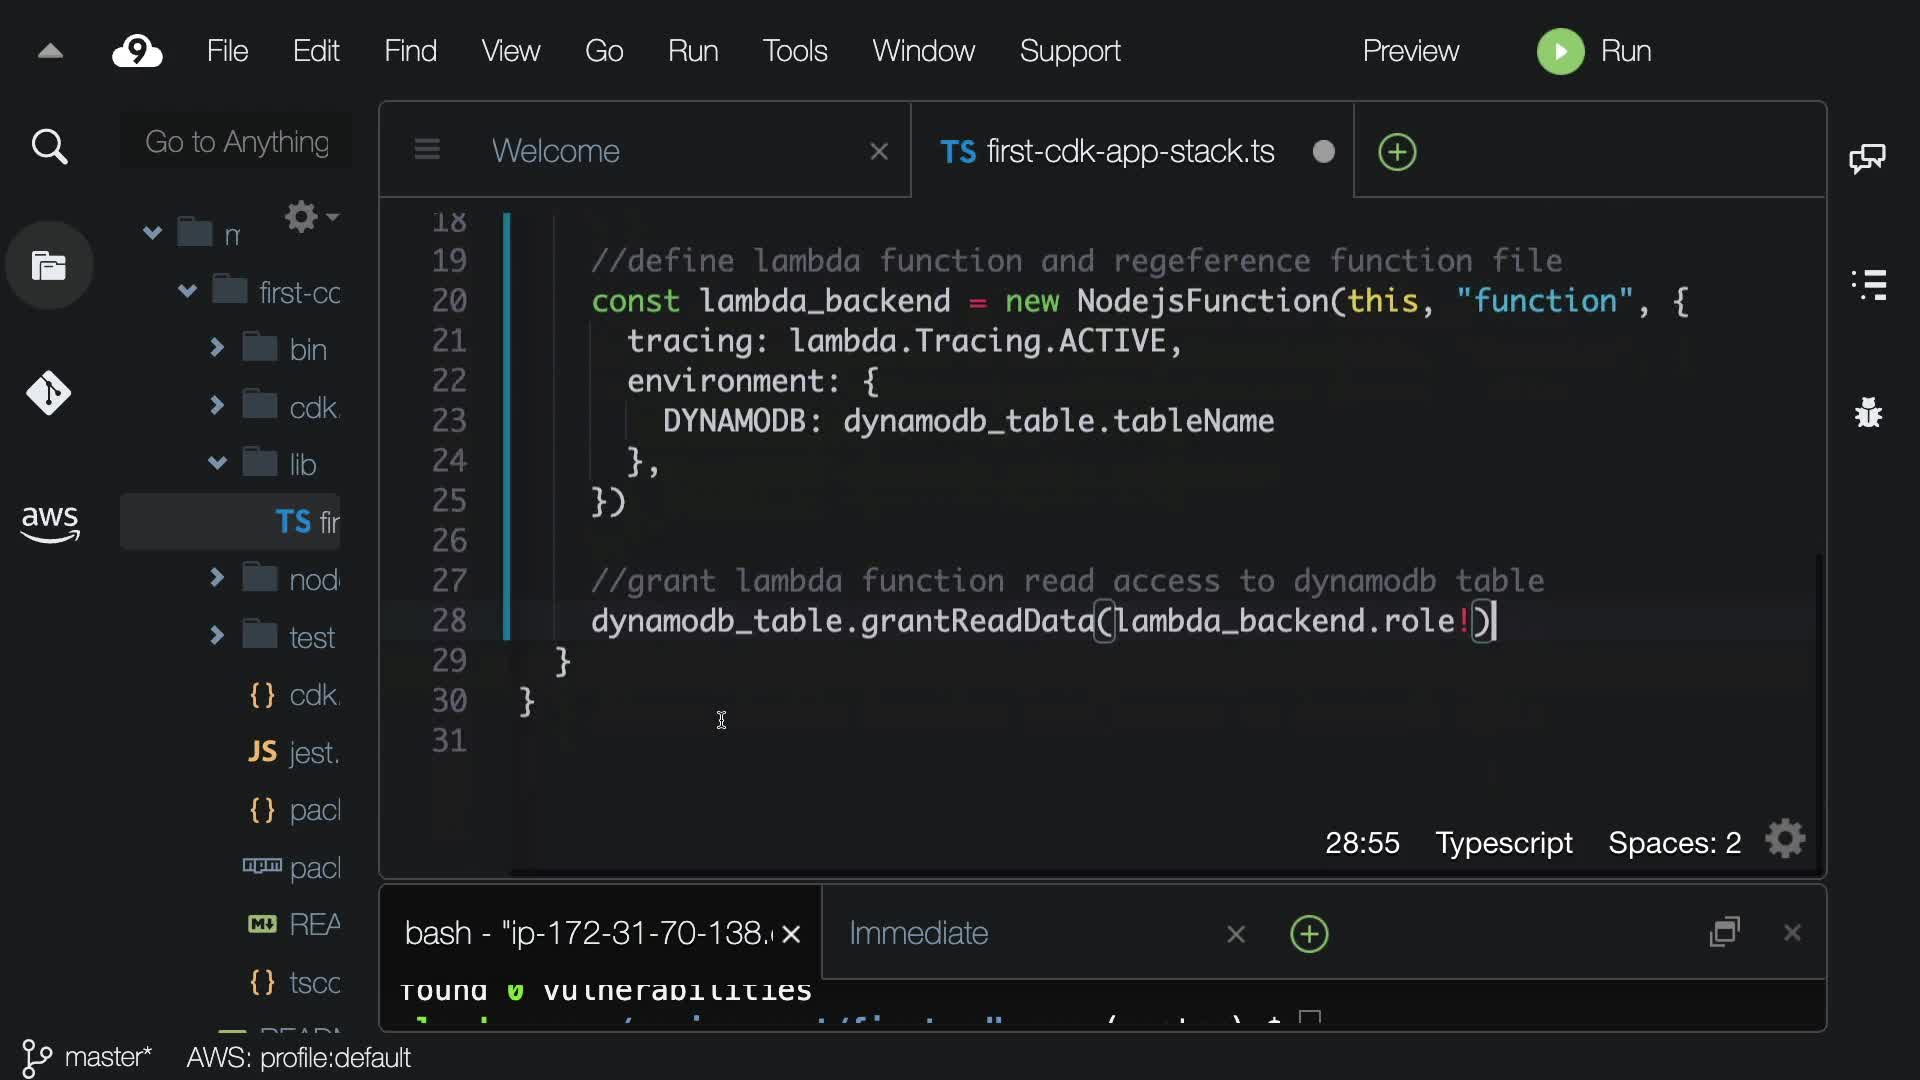 9 File Edit Find View Go Run Tools Window Support Preview Run
Go to Anything
Welcome
TS first-cdk-app-stack.ts
m
first-cc
bin
cdk.
lib
TS fir
node
test
{} cdk.
JS jest.
{} pack
pack
REA
{} tscc
aws
18
19 //define lambda function and regeference function file
20 const lambda_backend = new NodejsFunction(this, "function", {
21 tracing: lambda.Tracing.ACTIVE,
22 environment: {
23 DYNAMODB: dynamodb_table.tableName
24 },
25 })
26
27 //grant lambda function read access to dynamodb table
28 dynamodb_table.grantReadData(lambda_backend.role!)
29 }
30 }
31
28:55 Typescript Spaces: 2
bash - "ip-172-31-70-138.
Immediate
found 0 vulnerabilities
master* AWS: profile:default